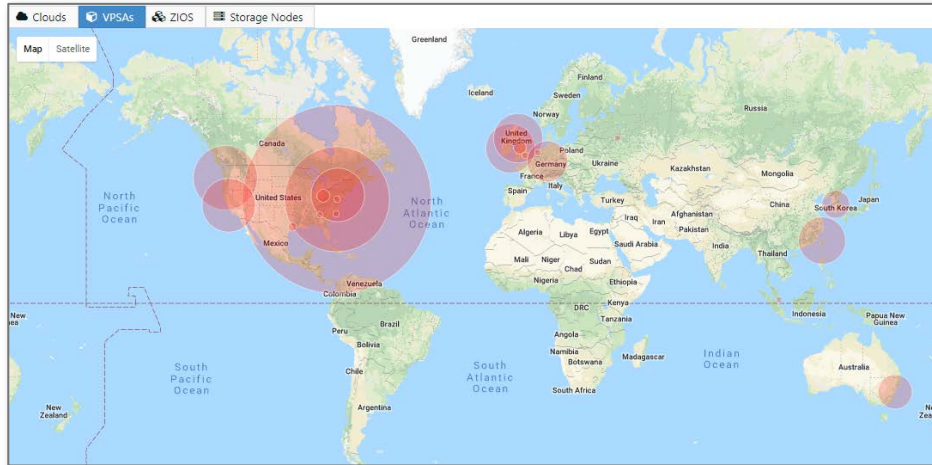 Clouds
VPSAs
ZIOS
Storage Nodes
Map
Satellite
Greenland
Iceland
Finland
Sweden
Norway
Russia
Canada
United
Kingdom
Poland
Germany
Ukraine
France
Kazakhstan
Mongolia
Italy
Spain
Turkey
United States
North
Pacific
Ocean
North
Atlantic
Ocean
China
South Korea
Japan
Iraq
Iran
Afghanistan
Pakistan
Algeria
Libya
Egypt
Saudi Arabia
India
Mexico
Mali
Niger
Sudan
Chad
Thailand
Nigeria
Ethiopia
Venezuela
Colombia
DRC
Kenya
Tanzania
Indonesia
Papua New
Guinea
Brazil
Peru
Bolivia
Angola
Namibia
Botswana
Madagascar
Indian
Ocean
South
Pacific
Ocean
South
Atlantic
Ocean
Chile
South Africa
Australia
Argentina
New
Zealand